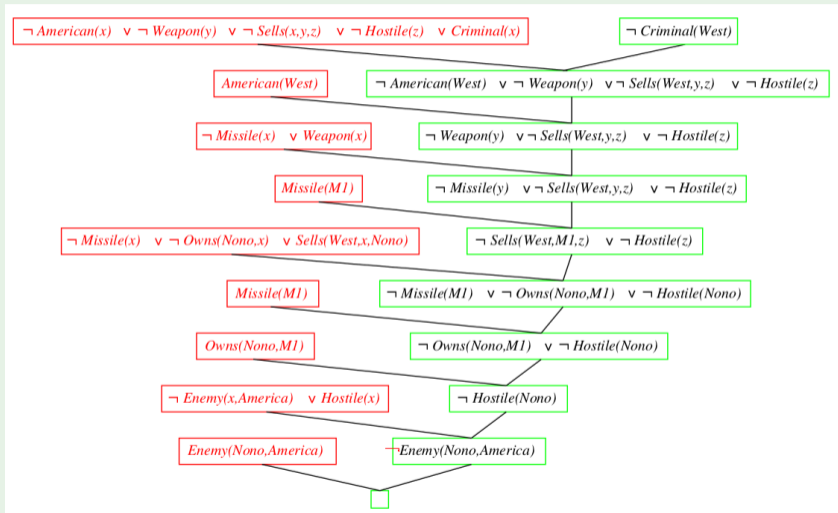 ¬ American(x) ∨ ¬ Weapon(y) ∨ ¬ Sells(x,y,z) ∨ ¬ Hostile(z) ∨ Criminal(x)
¬ Criminal(West)
American(West)
¬ American(West) ∨ ¬ Weapon(y) ∨ ¬ Sells(West,y,z) ∨ ¬ Hostile(z)
¬ Missile(x) ∨ Weapon(x)
¬ Weapon(y) ∨ ¬ Sells(West,y,z) ∨ ¬ Hostile(z)
Missile(M1)
¬ Missile(y) ∨ ¬ Sells(West,y,z) ∨ ¬ Hostile(z)
¬ Missile(x) ∨ ¬ Owns(Nono,x) ∨ Sells(West,x,Nono)
¬ Sells(West,M1,z) ∨ ¬ Hostile(z)
Missile(M1)
¬ Missile(M1) ∨ ¬ Owns(Nono,M1) ∨ ¬ Hostile(Nono)
Owns(Nono,M1)
¬ Owns(Nono,M1) ∨ ¬ Hostile(Nono)
¬ Enemy(x,America) ∨ Hostile(x)
¬ Hostile(Nono)
Enemy(Nono,America)
¬Enemy(Nono,America)